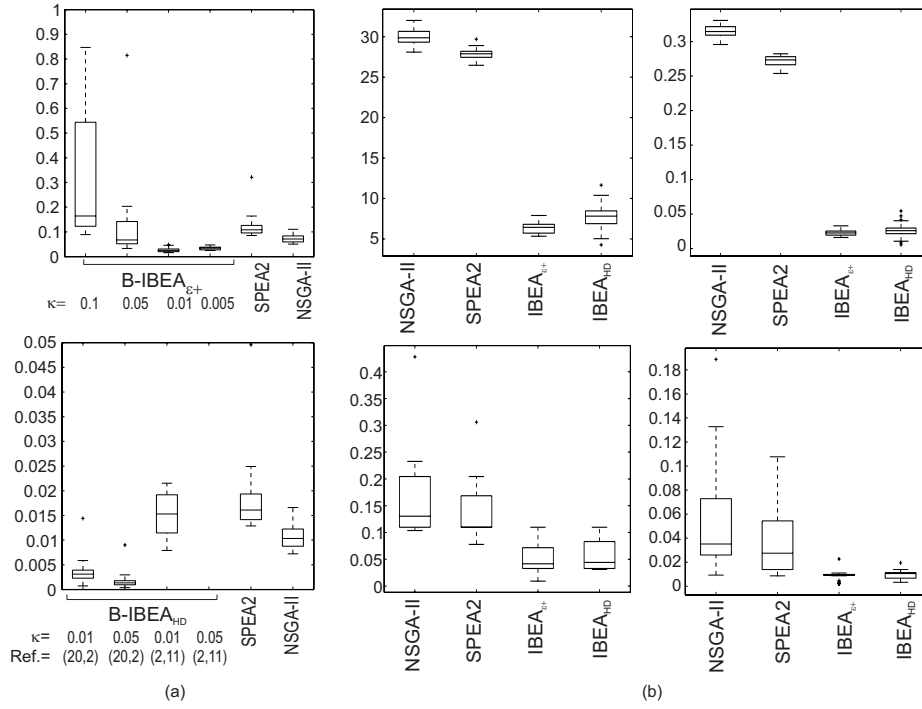 1
0.9
0.8
0.7
0.6
0.5
0.4
0.3
0.2
0.1
0
B-IBEAε+
κ= 0.1 0.05 0.01 0.005
SPEA2
NSGA-II
30
25
20
15
10
5
NSGA-II
SPEA2
IBEAε+
IBEAHD
0.3
0.2
0.1
0
NSGA-II
SPEA2
IBEAε+
IBEAHD
0.05
0.045
0.04
0.035
0.03
0.025
0.02
0.015
0.01
0.005
0
B-IBEAHD
κ= 0.01 0.05 0.01 0.05
Ref.= (20,2) (20,2) (2,11) (2,11)
SPEA2
NSGA-II
0.4
0.35
0.3
0.25
0.2
0.15
0.1
0.05
0
NSGA-II
SPEA2
IBEAε+
IBEAHD
0.18
0.16
0.14
0.12
0.1
0.08
0.06
0.04
0.02
0
NSGA-II
SPEA2
IBEAε+
IBEAHD
(a)
(b)